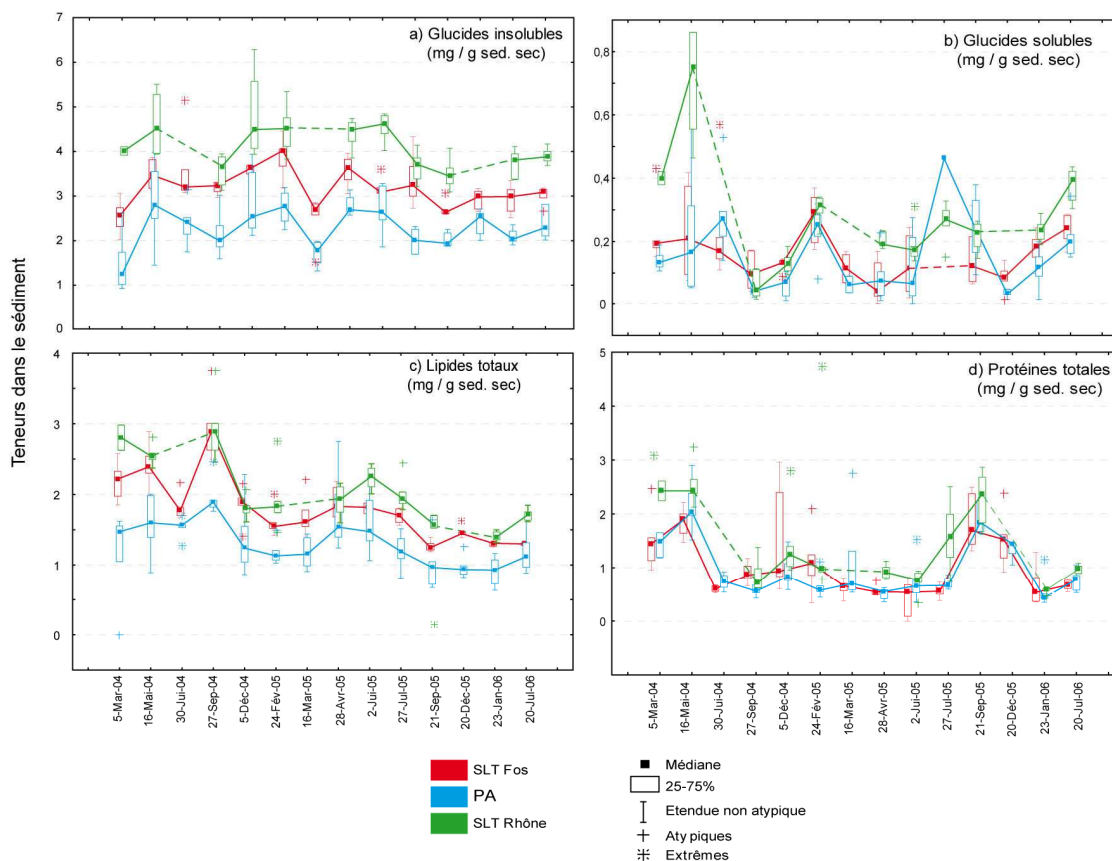 Teneurs dans le sédiment
a) Glucides insolubles
(mg / g sed. sec)
7
6
5
4
3
2
1
0
b) Glucides solubles
(mg / g sed. sec)
0,8
0,6
0,4
0,2
0
c) Lipides totaux
(mg / g sed. sec)
4
3
2
1
0
d) Protéines totales
(mg / g sed. sec)
5
4
3
2
1
0
5-Mar-04
16-Mai-04
30-Jui-04
27-Sep-04
5-Déc-04
24-Fév-05
16-Mar-05
28-Avr-05
2-Jui-05
27-Jul-05
21-Sep-05
20-Déc-05
23-Jan-06
20-Jul-06
5-Mar-04
16-Mai-04
30-Jui-04
27-Sep-04
5-Déc-04
24-Fév-05
16-Mar-05
28-Avr-05
2-Jui-05
27-Jul-05
21-Sep-05
20-Déc-05
23-Jan-06
20-Jul-06
SLT Fos
PA
SLT Rhône
Médiane
25-75%
Etendue non atypique
Atypiques
Extrêmes